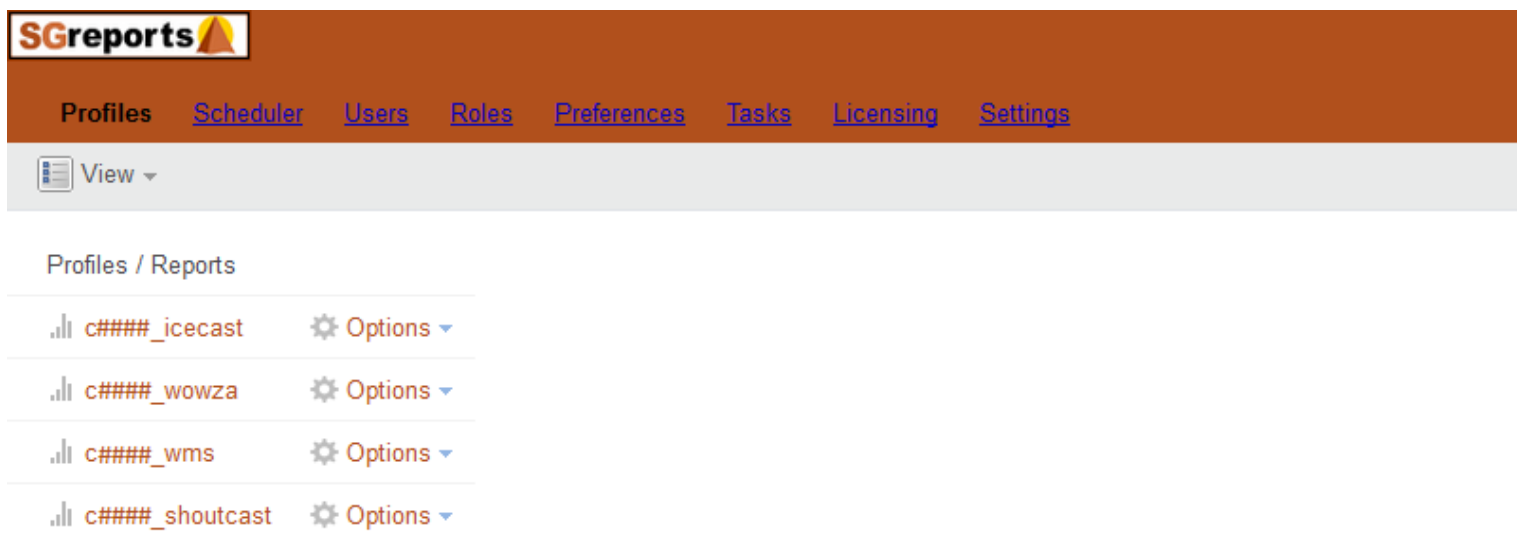 SGreports
Profiles Scheduler Users Roles Preferences Tasks Licensing Settings
View
Profiles / Reports
c####_icecast Options
c####_wowza Options
c####_wms Options
c####_shoutcast Options